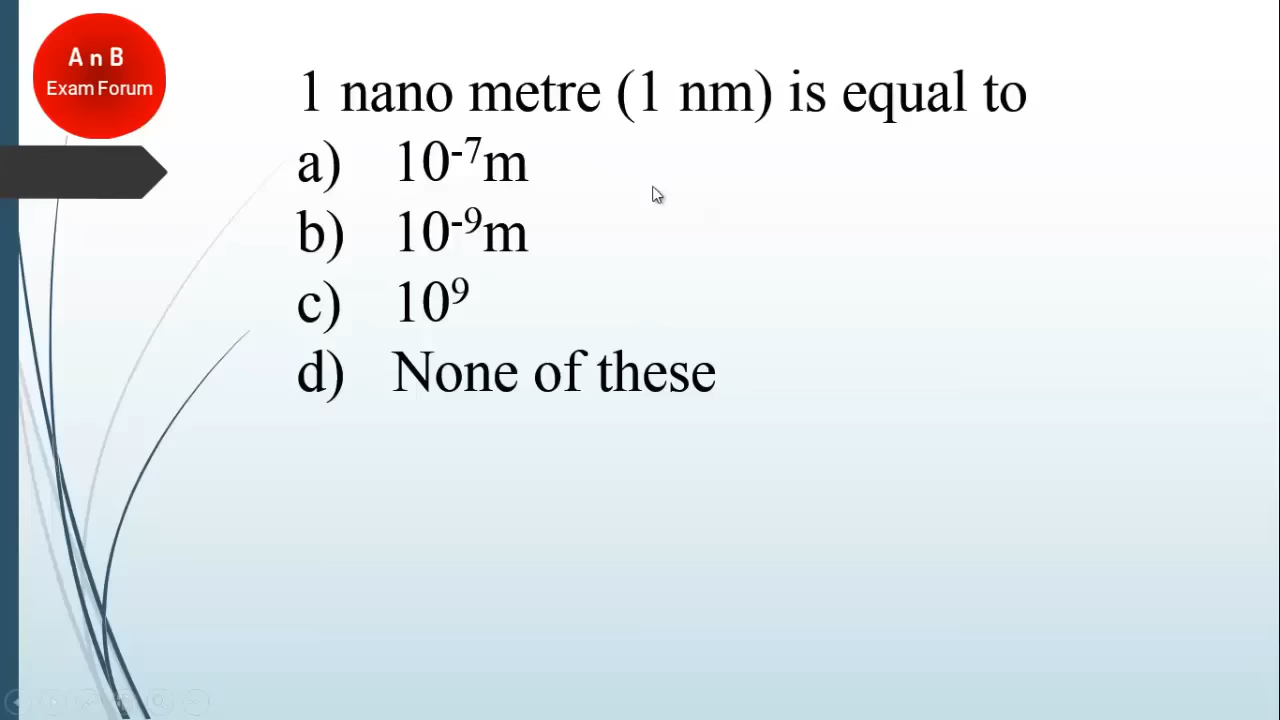 A n B
Exam Forum
1 nano metre (1 nm) is equal to
a) 10⁻⁷m
b) 10⁻⁹m
c) 10⁹
d) None of these